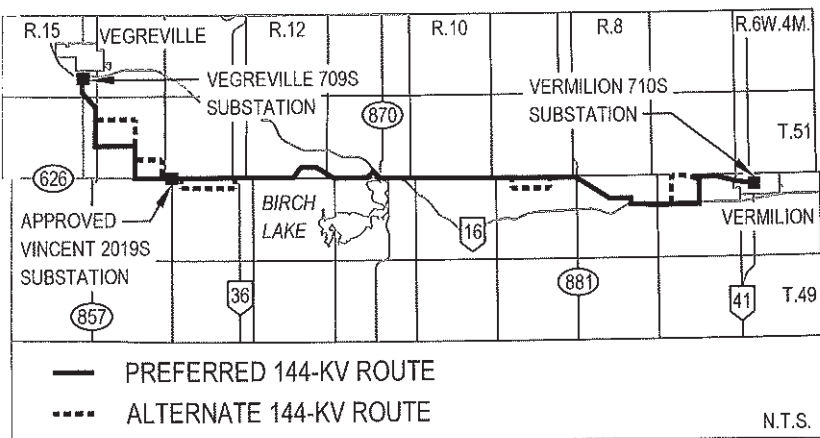 R.15
VEGREVILLE
R.12
R.10
R.8
R.6W.4M.
VEGREVILLE 709S
SUBSTATION
870
VERMILION 710S
SUBSTATION
T.51
626
APPROVED
VINCENT 2019S
SUBSTATION
BIRCH
LAKE
16
VERMILION
857
36
881
41
T.49
PREFERRED 144-KV ROUTE
ALTERNATE 144-KV ROUTE
N.T.S.